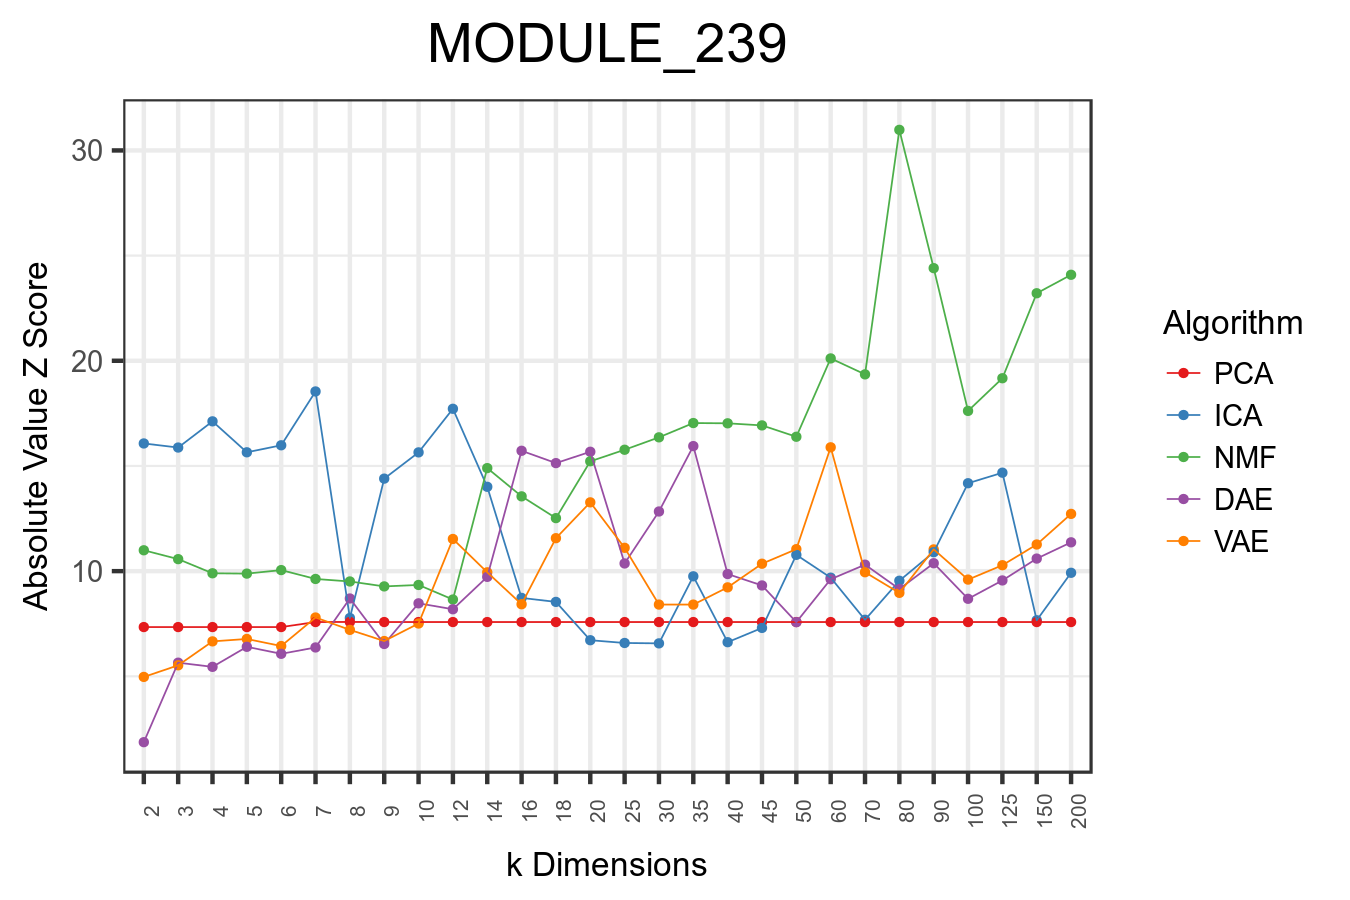 MODULE_239
Absolute Value Z Score
30
20
10
2 3 4 5 6 7 8 9 10 12 14 16 18 20 25 30 35 40 45 50 60 70 80 90 100 125 150 200
k Dimensions
Algorithm
PCA
ICA
NMF
DAE
VAE